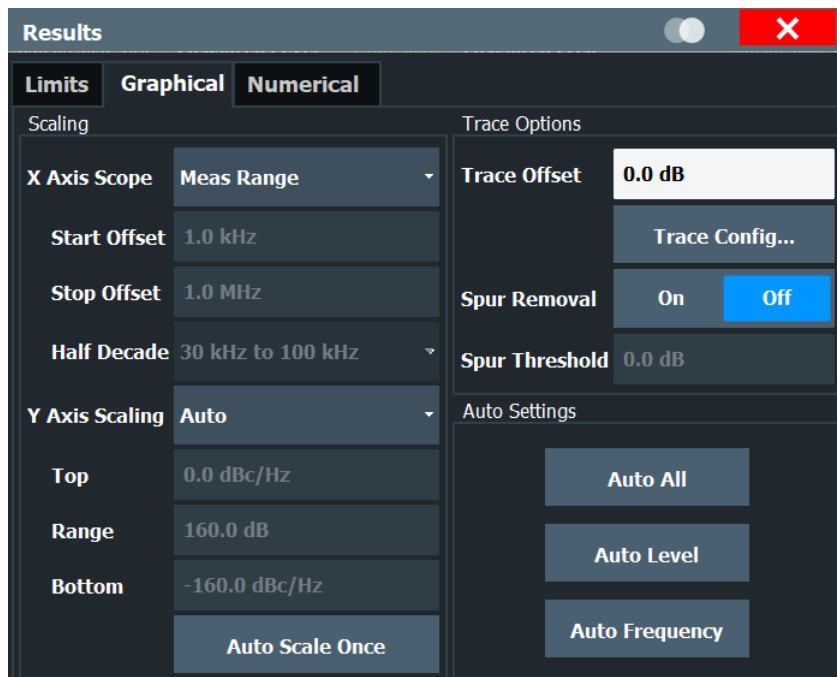 Results
Limits Graphical Numerical
Scaling
X Axis Scope Meas Range
Start Offset 1.0 kHz
Stop Offset 1.0 MHz
Half Decade 30 kHz to 100 kHz
Y Axis Scaling Auto
Top 0.0 dBc/Hz
Range 160.0 dB
Bottom -160.0 dBc/Hz
Auto Scale Once
Trace Options
Trace Offset 0.0 dB
Trace Config...
Spur Removal On Off
Spur Threshold 0.0 dB
Auto Settings
Auto All
Auto Level
Auto Frequency